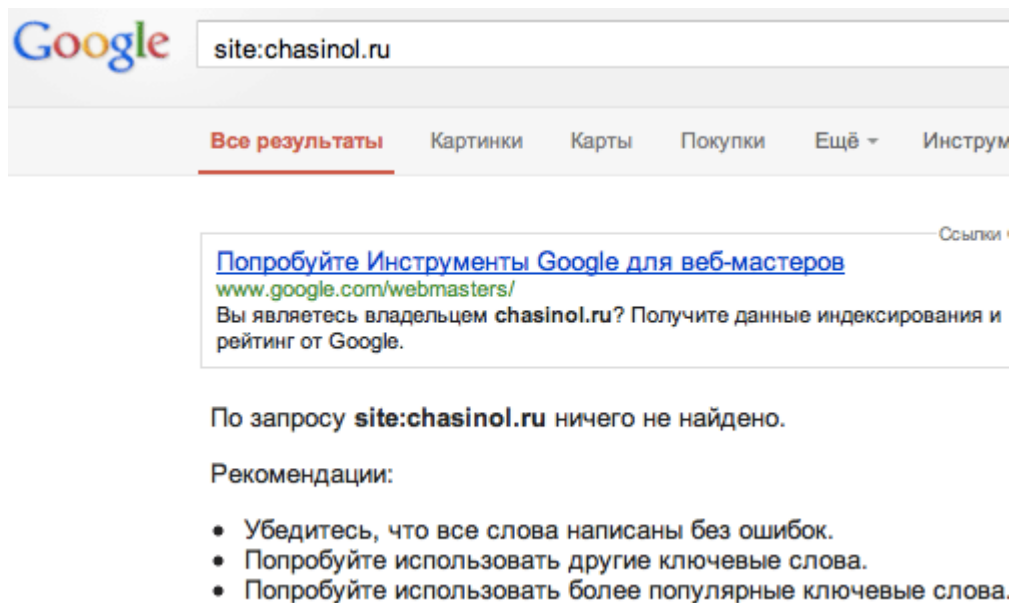 Google
site:chasinol.ru
Все результаты Картинки Карты Покупки Ещё
Ссылки
Попробуйте Инструменты Google для веб-мастеров
www.google.com/webmasters/
Вы являетесь владельцем chasinol.ru? Получите данные индексирования и
рейтинг от Google.
По запросу site:chasinol.ru ничего не найдено.
Рекомендации:
• Убедитесь, что все слова написаны без ошибок.
• Попробуйте использовать другие ключевые слова.
• Попробуйте использовать более популярные ключевые слова.